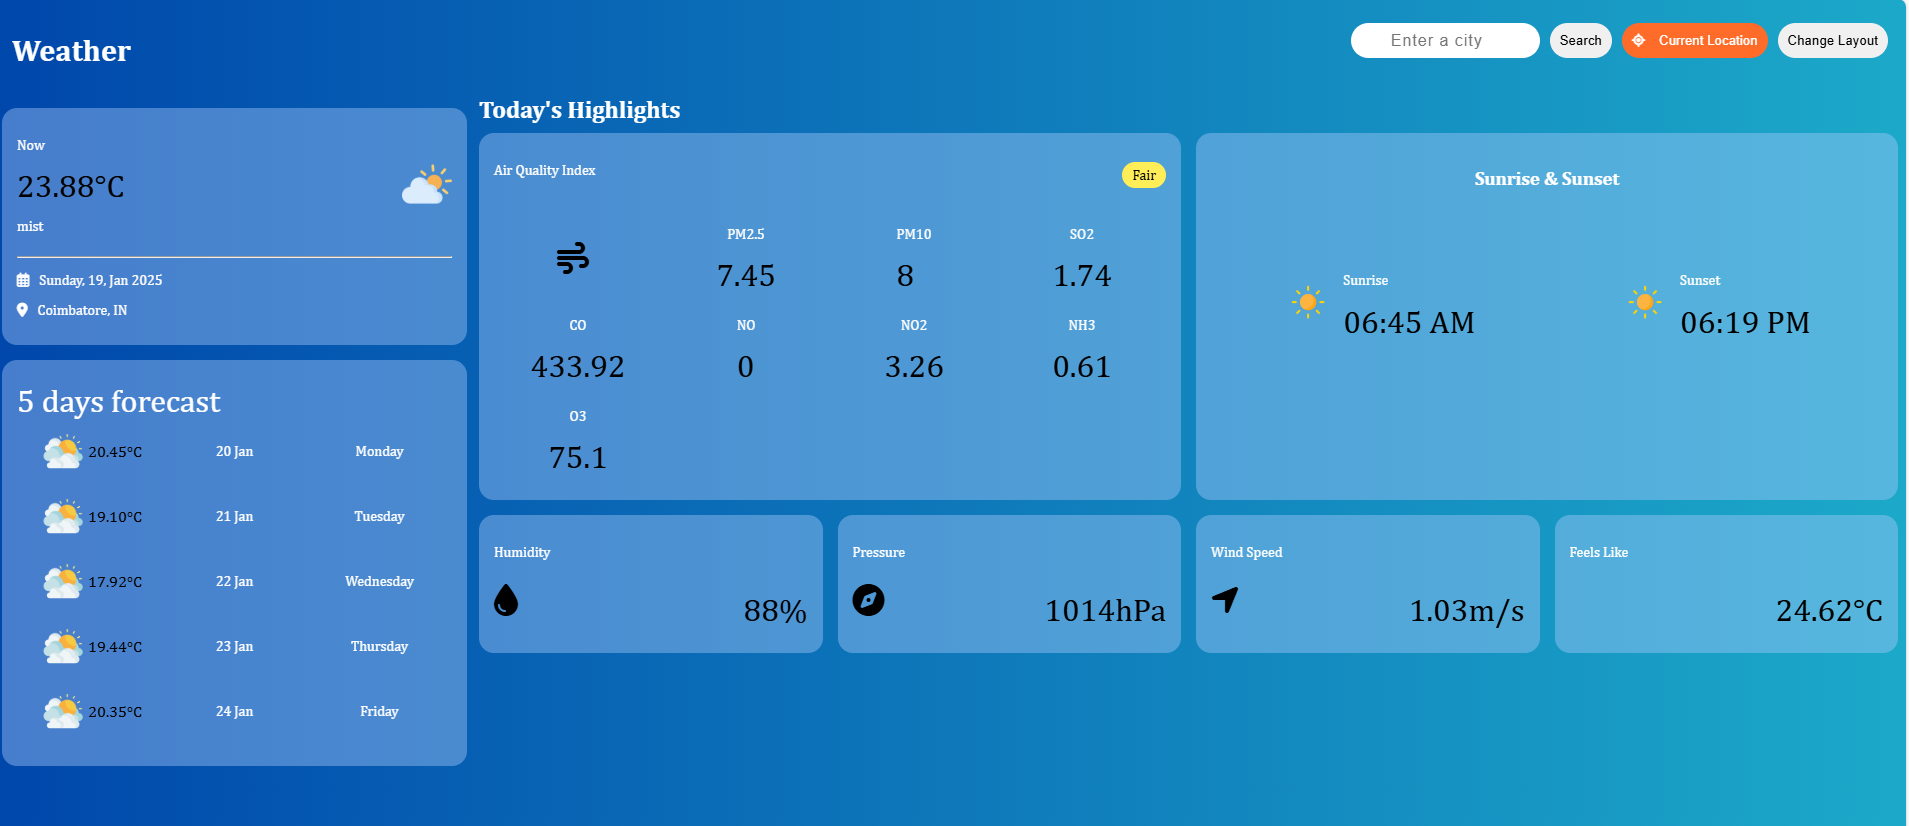 Weather
Enter a city
Search
Current Location
Change Layout
Now
23.88°C
mist
Sunday, 19, Jan 2025
Coimbatore, IN
5 days forecast
20.45°C 20 Jan Monday
19.10°C 21 Jan Tuesday
17.92°C 22 Jan Wednesday
19.44°C 23 Jan Thursday
20.35°C 24 Jan Friday
Today's Highlights
Air Quality Index
Fair
PM2.5 PM10 SO2
7.45 8 1.74
CO NO NO2 NH3
433.92 0 3.26 0.61
O3
75.1
Sunrise & Sunset
Sunrise Sunset
06:45 AM 06:19 PM
Humidity
88%
Pressure
1014hPa
Wind Speed
1.03m/s
Feels Like
24.62°C